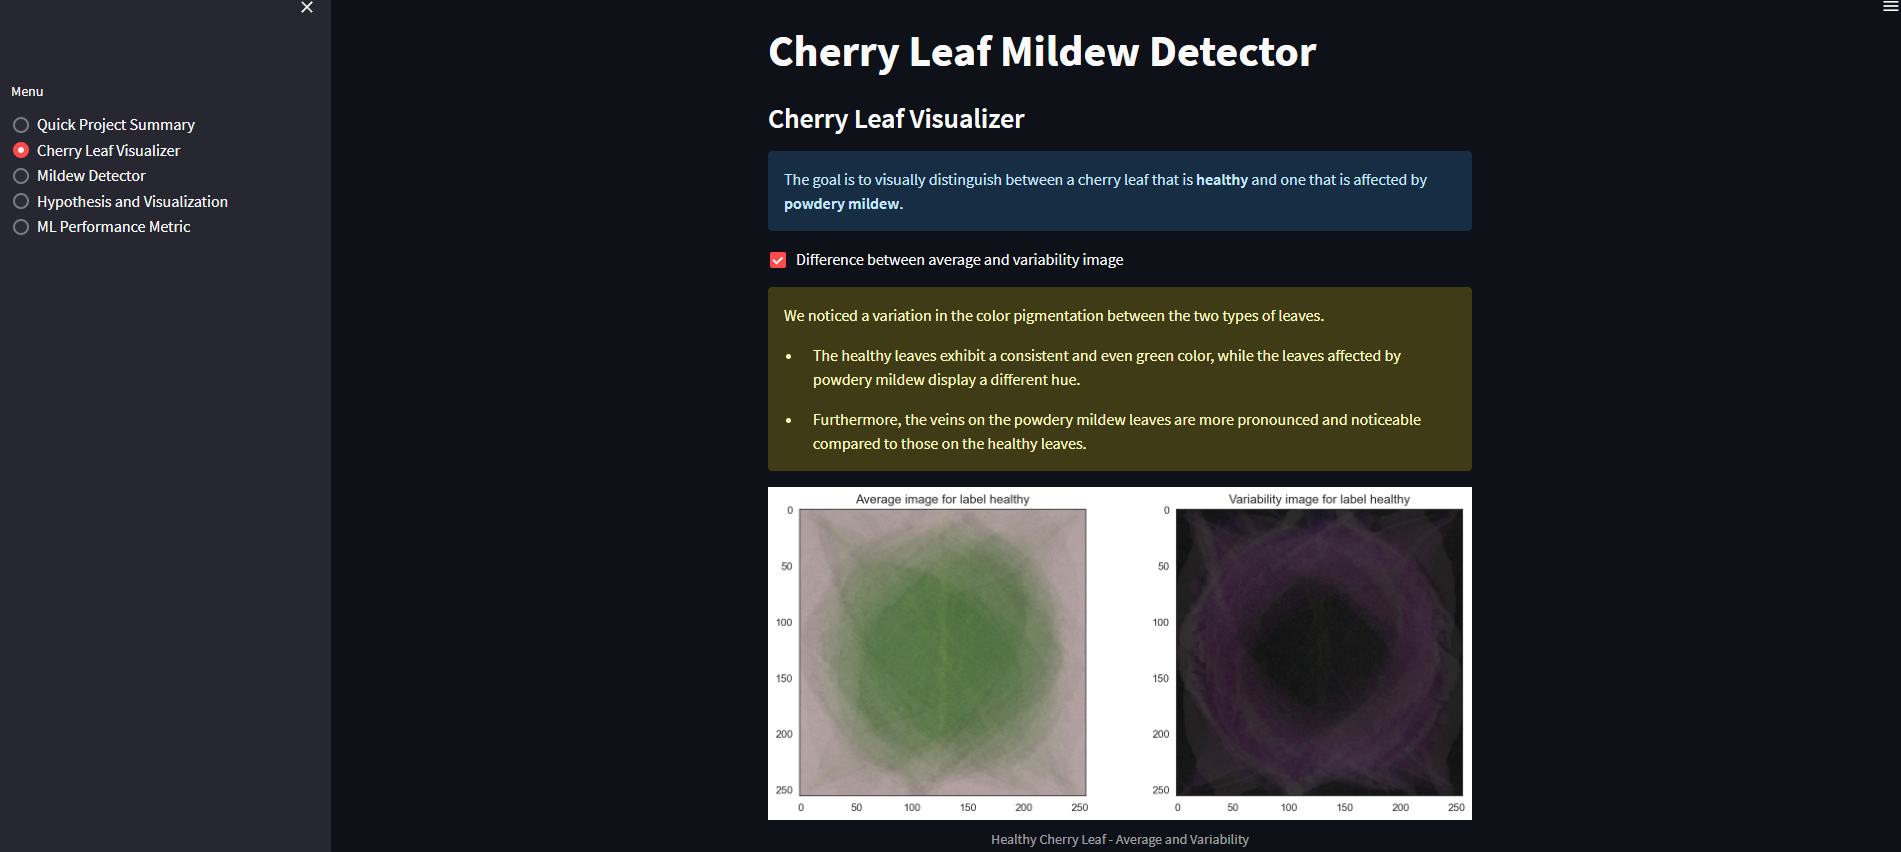 Menu
Quick Project Summary
Cherry Leaf Visualizer
Mildew Detector
Hypothesis and Visualization
ML Performance Metric
Cherry Leaf Mildew Detector
Cherry Leaf Visualizer
The goal is to visually distinguish between a cherry leaf that is healthy and one that is affected by
powdery mildew.
Difference between average and variability image
We noticed a variation in the color pigmentation between the two types of leaves.
• The healthy leaves exhibit a consistent and even green color, while the leaves affected by
powdery mildew display a different hue.
• Furthermore, the veins on the powdery mildew leaves are more pronounced and noticeable
compared to those on the healthy leaves.
Average image for label healthy
0
50
100
150
200
250
0 50 100 150 200 250
Variability image for label healthy
0
50
100
150
200
250
0 50 100 150 200 250
Healthy Cherry Leaf - Average and Variability